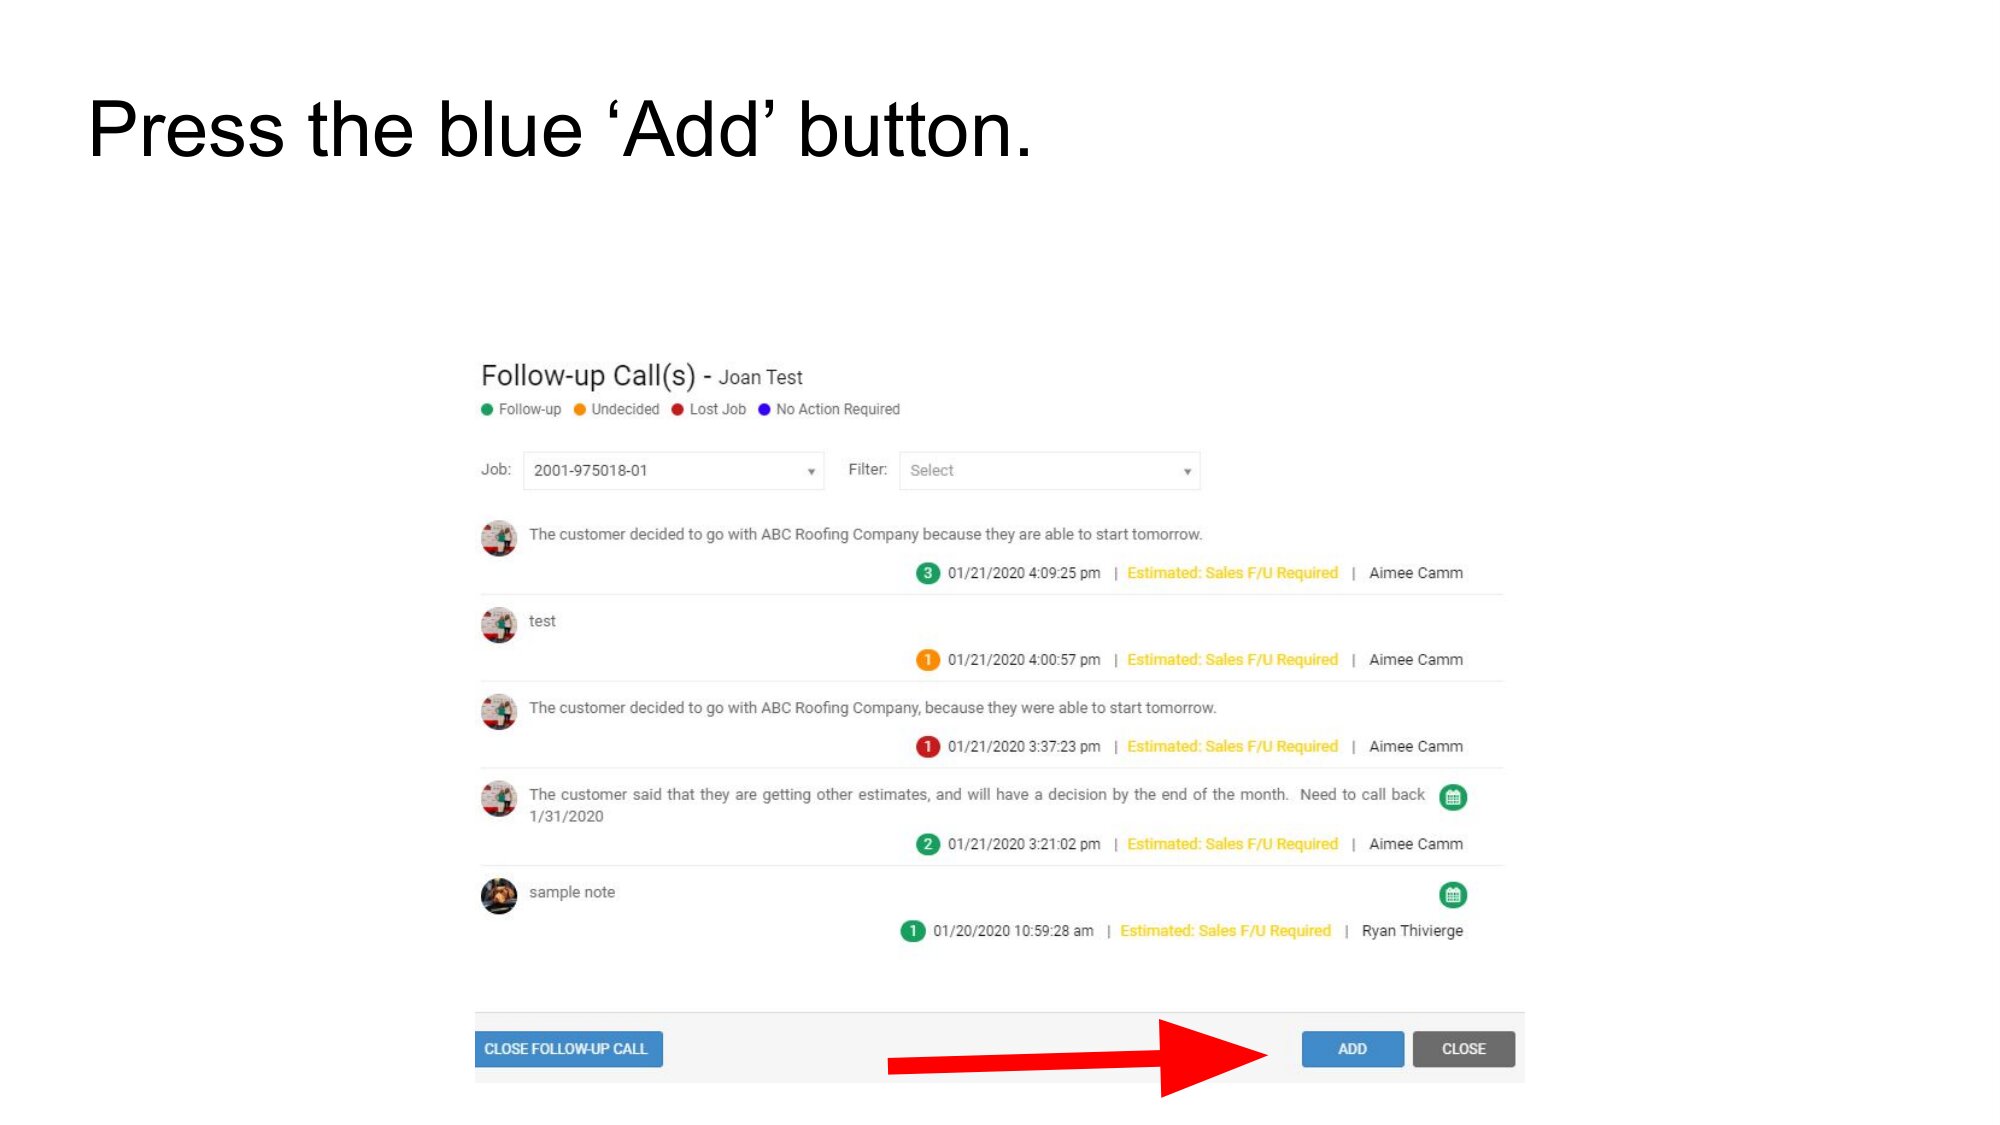 Press the blue ‘Add’ button.
Follow-up Call(s) - Joan Test
Follow-up Undecided Lost Job No Action Required
Job: 2001-975018-01 Filter: Select
The customer decided to go with ABC Roofing Company because they are able to start tomorrow.
3 01/21/2020 4:09:25 pm | Estimated: Sales F/U Required | Aimee Camm
test
1 01/21/2020 4:00:57 pm | Estimated: Sales F/U Required | Aimee Camm
The customer decided to go with ABC Roofing Company, because they were able to start tomorrow.
1 01/21/2020 3:37:23 pm | Estimated: Sales F/U Required | Aimee Camm
The customer said that they are getting other estimates, and will have a decision by the end of the month. Need to call back
1/31/2020
2 01/21/2020 3:21:02 pm | Estimated: Sales F/U Required | Aimee Camm
sample note
1 01/20/2020 10:59:28 am | Estimated: Sales F/U Required | Ryan Thivierge
CLOSE FOLLOW-UP CALL ADD CLOSE